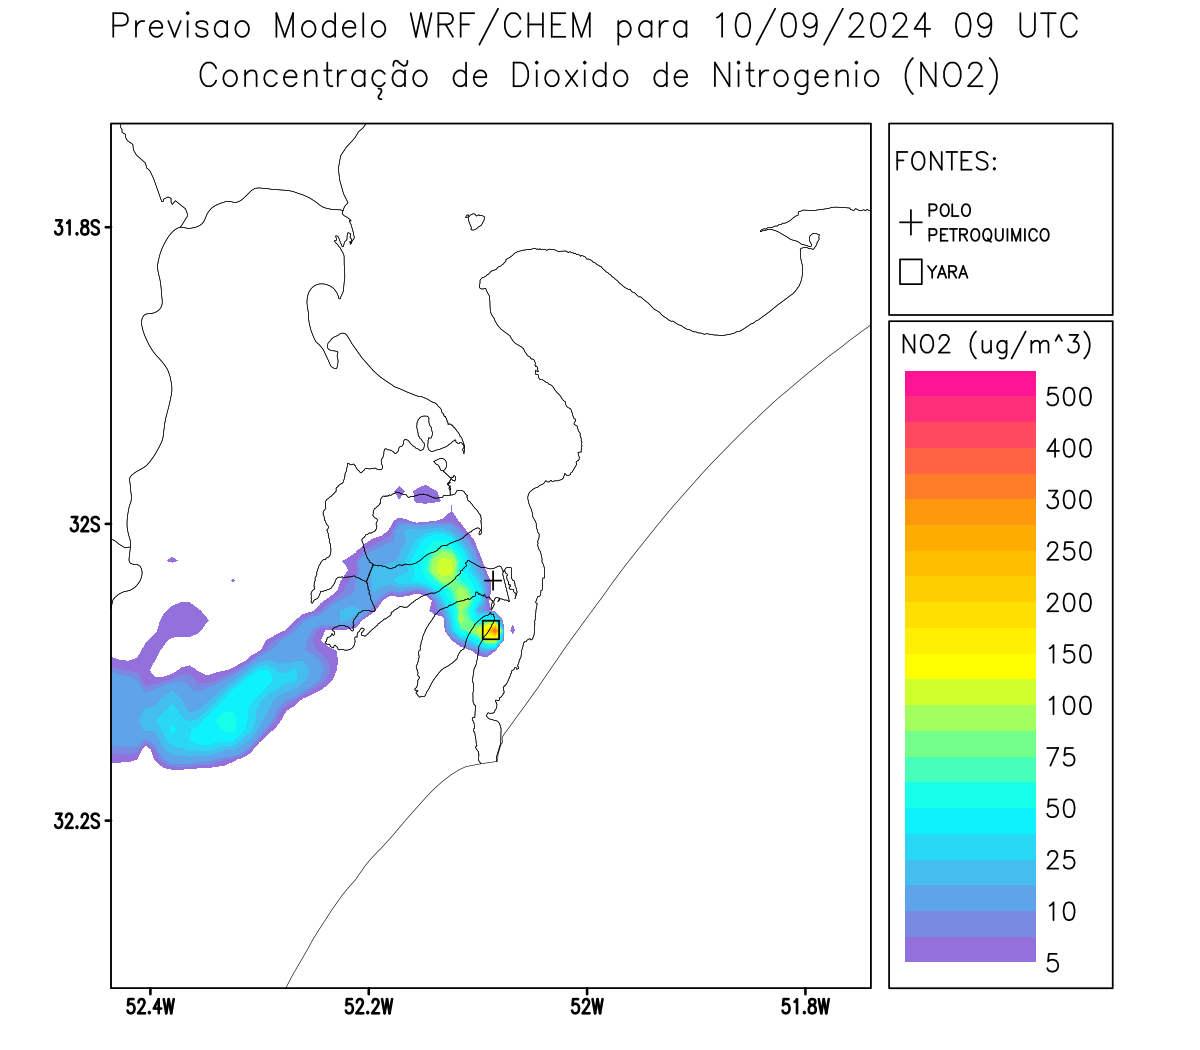 Previsao Modelo WRF/CHEM para 10/09/2024 09 UTC
Concentração de Dioxido de Nitrogenio (NO2)
FONTES:
POLO
PETROQUIMICO
YARA
31.8S
32S
32.2S
52.4W
52.2W
52W
51.8W
NO2 (ug/m^3)
500
400
300
250
200
150
100
75
50
25
10
5